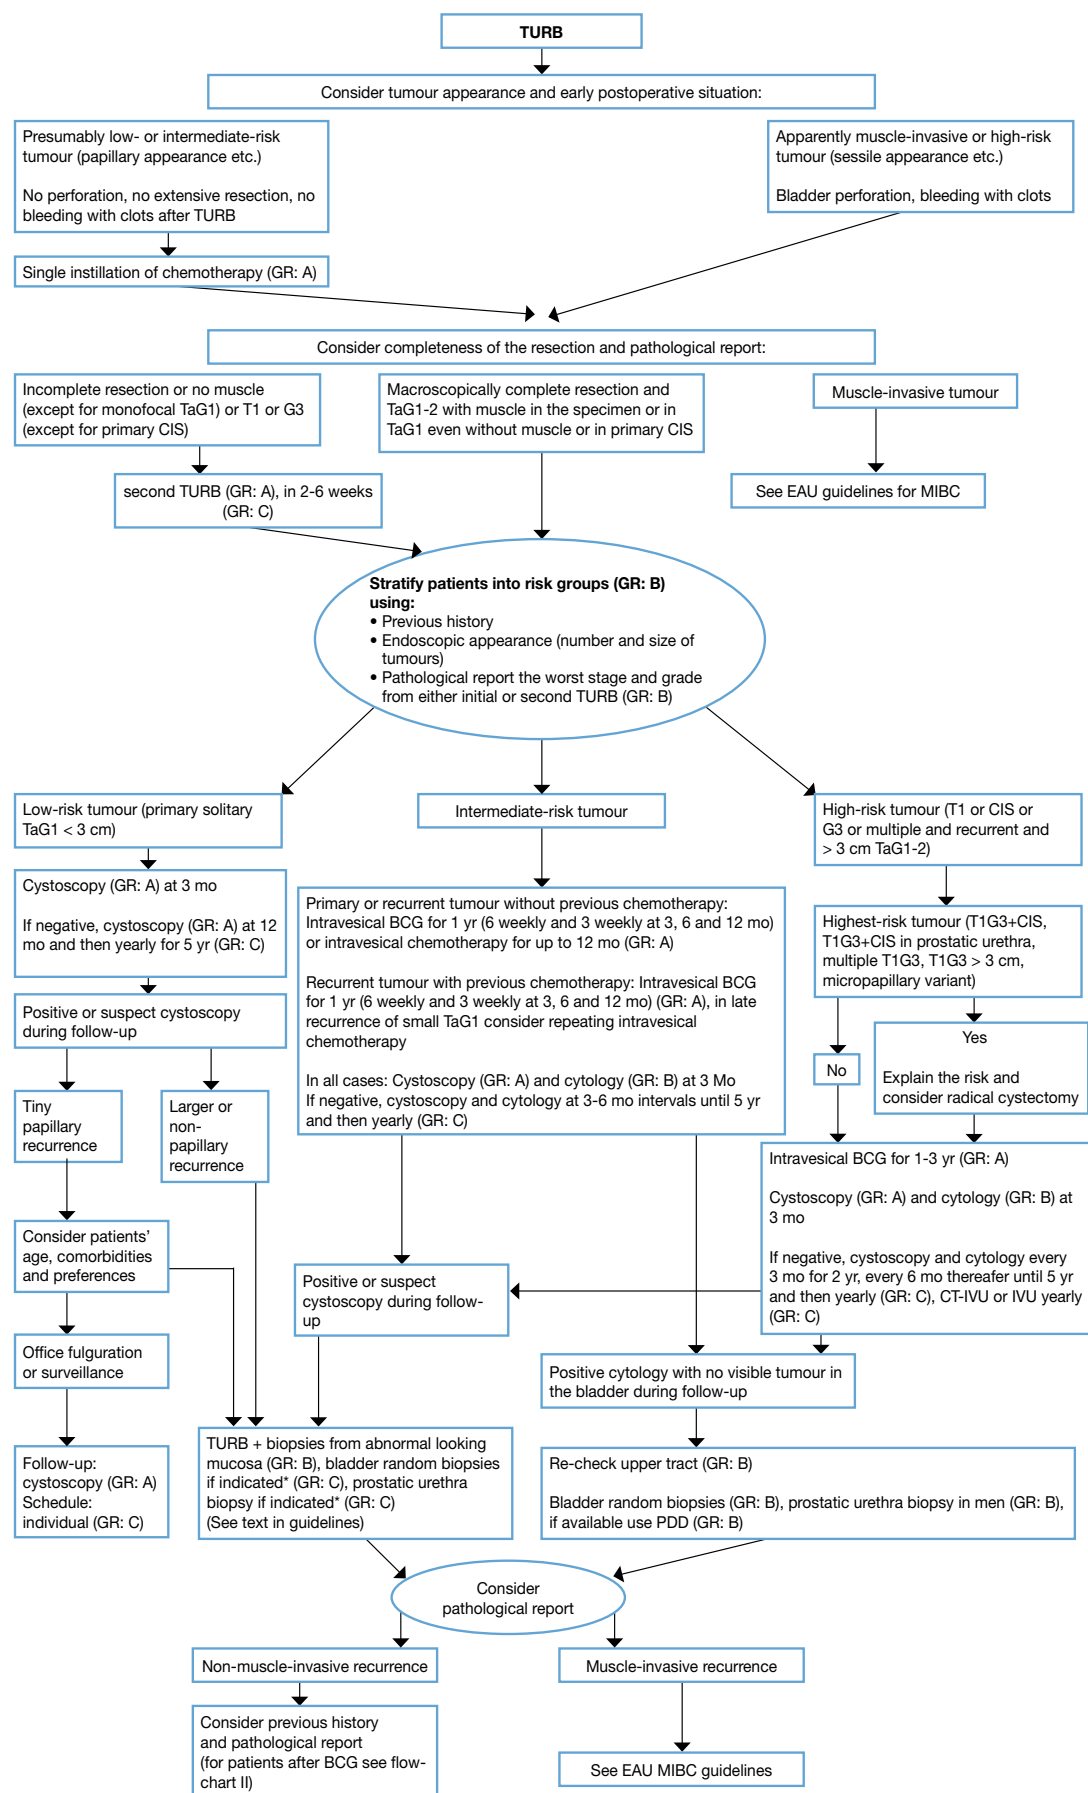 TURB
Consider tumour appearance and early postoperative situation:
Presumably low- or intermediate-risk
tumour (papillary appearance etc.)
No perforation, no extensive resection, no
bleeding with clots after TURB
Apparently muscle-invasive or high-risk
tumour (sessile appearance etc.)
Bladder perforation, bleeding with clots
Single instillation of chemotherapy (GR: A)
Consider completeness of the resection and pathological report:
Incomplete resection or no muscle
(except for monofocal TaG1) or T1 or G3
(except for primary CIS)
Macroscopically complete resection and
TaG1-2 with muscle in the specimen or in
TaG1 even without muscle or in primary CIS
Muscle-invasive tumour
second TURB (GR: A), in 2-6 weeks
(GR: C)
See EAU guidelines for MIBC
Stratify patients into risk groups (GR: B)
using:
• Previous history
• Endoscopic appearance (number and size of
tumours)
• Pathological report the worst stage and grade
from either initial or second TURB (GR: B)
Low-risk tumour (primary solitary
TaG1 < 3 cm)
Intermediate-risk tumour
High-risk tumour (T1 or CIS or
G3 or multiple and recurrent and
> 3 cm TaG1-2)
Cystoscopy (GR: A) at 3 mo
If negative, cystoscopy (GR: A) at 12
mo and then yearly for 5 yr (GR: C)
Primary or recurrent tumour without previous chemotherapy:
Intravesical BCG for 1 yr (6 weekly and 3 weekly at 3, 6 and 12 mo)
or intravesical chemotherapy for up to 12 mo (GR: A)
Recurrent tumour with previous chemotherapy: Intravesical BCG
for 1 yr (6 weekly and 3 weekly at 3, 6 and 12 mo) (GR: A), in late
recurrence of small TaG1 consider repeating intravesical
chemotherapy
In all cases: Cystoscopy (GR: A) and cytology (GR: B) at 3 Mo
If negative, cystoscopy and cytology at 3-6 mo intervals until 5 yr
and then yearly (GR: C)
Highest-risk tumour (T1G3+CIS,
T1G3+CIS in prostatic urethra,
multiple T1G3, T1G3 > 3 cm,
micropapillary variant)
Positive or suspect cystoscopy
during follow-up
No
Yes
Explain the risk and
consider radical cystectomy
Tiny
papillary
recurrence
Larger or
non-
papillary
recurrence
Intravesical BCG for 1-3 yr (GR: A)
Cystoscopy (GR: A) and cytology (GR: B) at
3 mo
If negative, cystoscopy and cytology every
3 mo for 2 yr, every 6 mo thereafer until 5 yr
and then yearly (GR: C), CT-IVU or IVU yearly
(GR: C)
Consider patients'
age, comorbidities
and preferences
Positive or suspect
cystoscopy during follow-
up
Office fulguration
or surveillance
Positive cytology with no visible tumour in
the bladder during follow-up
Follow-up:
cystoscopy (GR: A)
Schedule:
individual (GR: C)
TURB + biopsies from abnormal looking
mucosa (GR: B), bladder random biopsies
if indicated* (GR: C), prostatic urethra
biopsy if indicated* (GR: C)
(See text in guidelines)
Re-check upper tract (GR: B)
Bladder random biopsies (GR: B), prostatic urethra biopsy in men (GR: B),
if available use PDD (GR: B)
Consider
pathological report
Non-muscle-invasive recurrence
Muscle-invasive recurrence
Consider previous history
and pathological report
(for patients after BCG see flow-
chart II)
See EAU MIBC guidelines